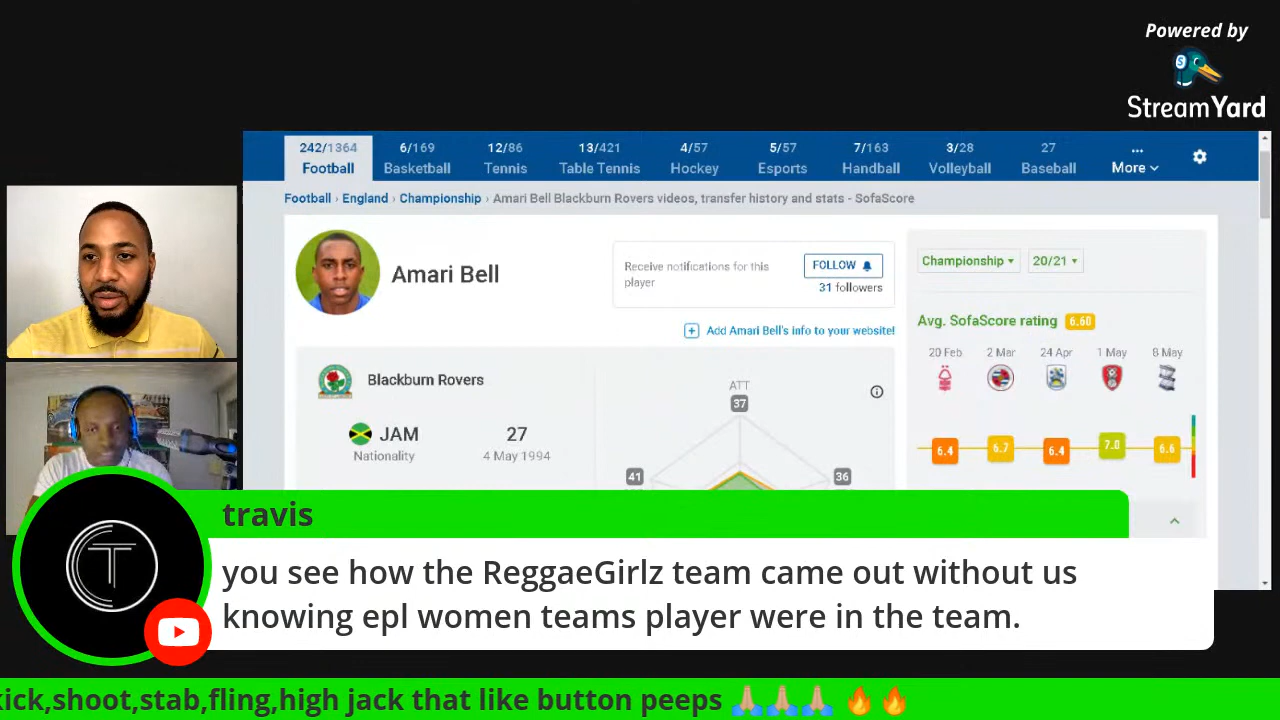 Powered by
StreamYard
242/1364 6/169 12/86 13/421 4/57 5/57 7/163 3/28 27 ...
Football Basketball Tennis Table Tennis Hockey Esports Handball Volleyball Baseball More
Football › England › Championship › Amari Bell Blackburn Rovers videos, transfer history and stats - SofaScore
Amari Bell
Receive notifications for this
player
FOLLOW
31 followers
Add Amari Bell's info to your website!
Blackburn Rovers
JAM 27
Nationality 4 May 1994
ATT
37
41 36
Championship 20/21
Avg. SofaScore rating 6.60
20 Feb 2 Mar 24 Apr 1 May 8 May
6.4 6.7 6.4 7.0 6.6
travis
T
you see how the ReggaeGirlz team came out without us
knowing epl women teams player were in the team.
kick,shoot,stab,fling,high jack that like button peeps 🙏🏼🙏🏼🙏🏼 🔥🔥